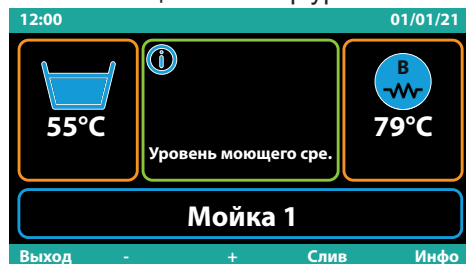 12:00 01/01/21
B
55°C
79°C
Уровень моющего сре.
Мойка 1
Выход - + Слив Инфо